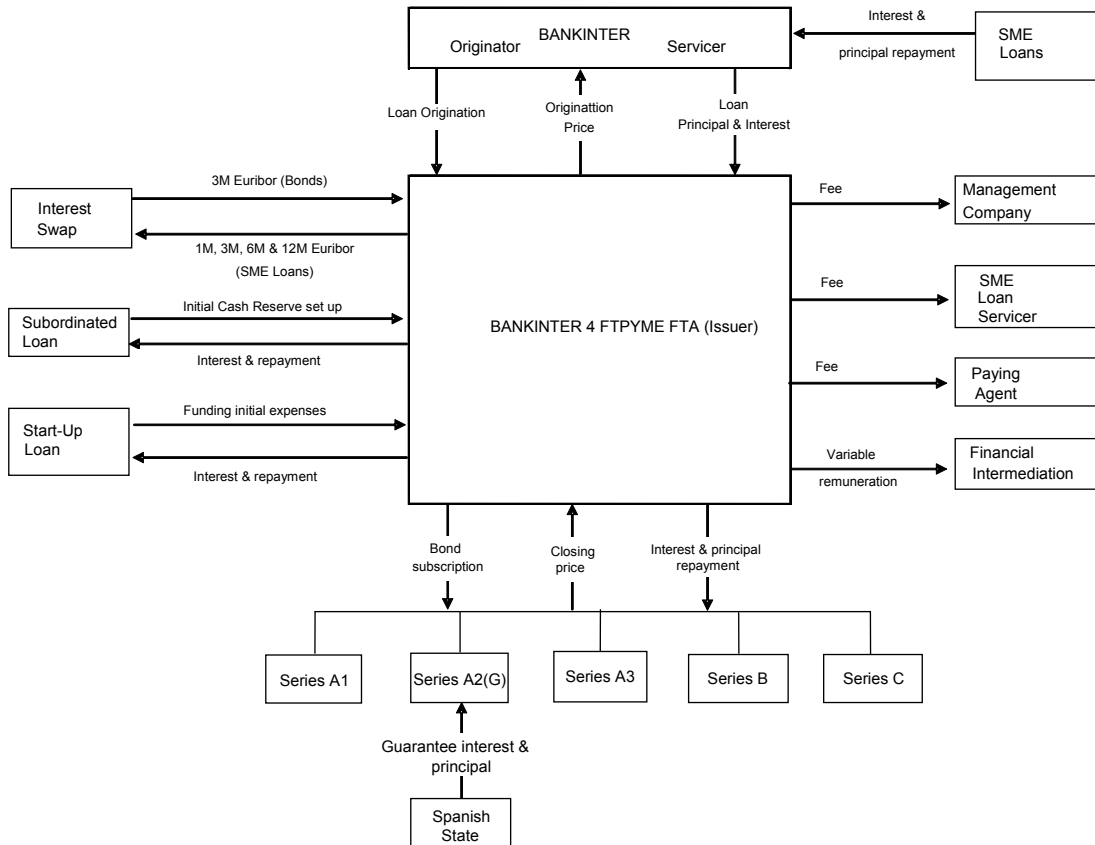 BANKINTER
Originator Servicer
Interest &
principal repayment
SME
Loans
Loan Origination
Originattion
Price
Loan
Principal & Interest
Interest
Swap
3M Euribor (Bonds)
1M, 3M, 6M & 12M Euribor
(SME Loans)
Subordinated
Loan
Initial Cash Reserve set up
Interest & repayment
Start-Up
Loan
Funding initial expenses
Interest & repayment
BANKINTER 4 FTPYME FTA (Issuer)
Fee
Management
Company
Fee
SME
Loan
Servicer
Fee
Paying
Agent
Variable
remuneration
Financial
Intermediation
Bond
subscription
Closing
price
Interest & principal
repayment
Series A1
Series A2(G)
Series A3
Series B
Series C
Guarantee interest &
principal
Spanish
State